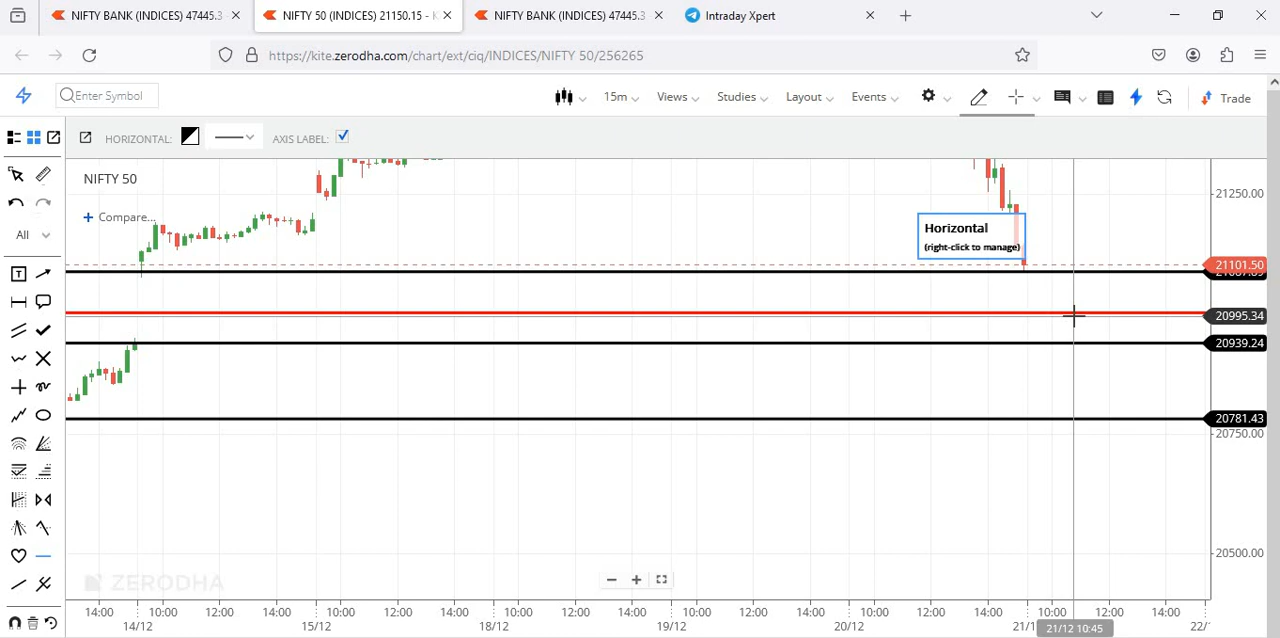 NIFTY BANK (INDICES) 47445.3
NIFTY 50 (INDICES) 21150.15 - K
NIFTY BANK (INDICES) 47445.3
Intraday Xpert
https://kite.zerodha.com/chart/ext/ciq/INDICES/NIFTY 50/256265
Enter Symbol
15m
Views
Studies
Layout
Events
Trade
HORIZONTAL:
AXIS LABEL:
NIFTY 50
Compare...
All
Horizontal
(right-click to manage)
21250.00
21101.50
20995.34
20939.24
20781.43
20750.00
20500.00
ZERODHA
14:00 10:00 12:00 14:00 10:00 12:00 14:00 10:00 12:00 14:00 10:00 12:00 14:00 10:00 12:00 14:00 10:00 12:00 14:00
14/12 15/12 18/12 19/12 20/12 21/1 22/
21/12 10:45